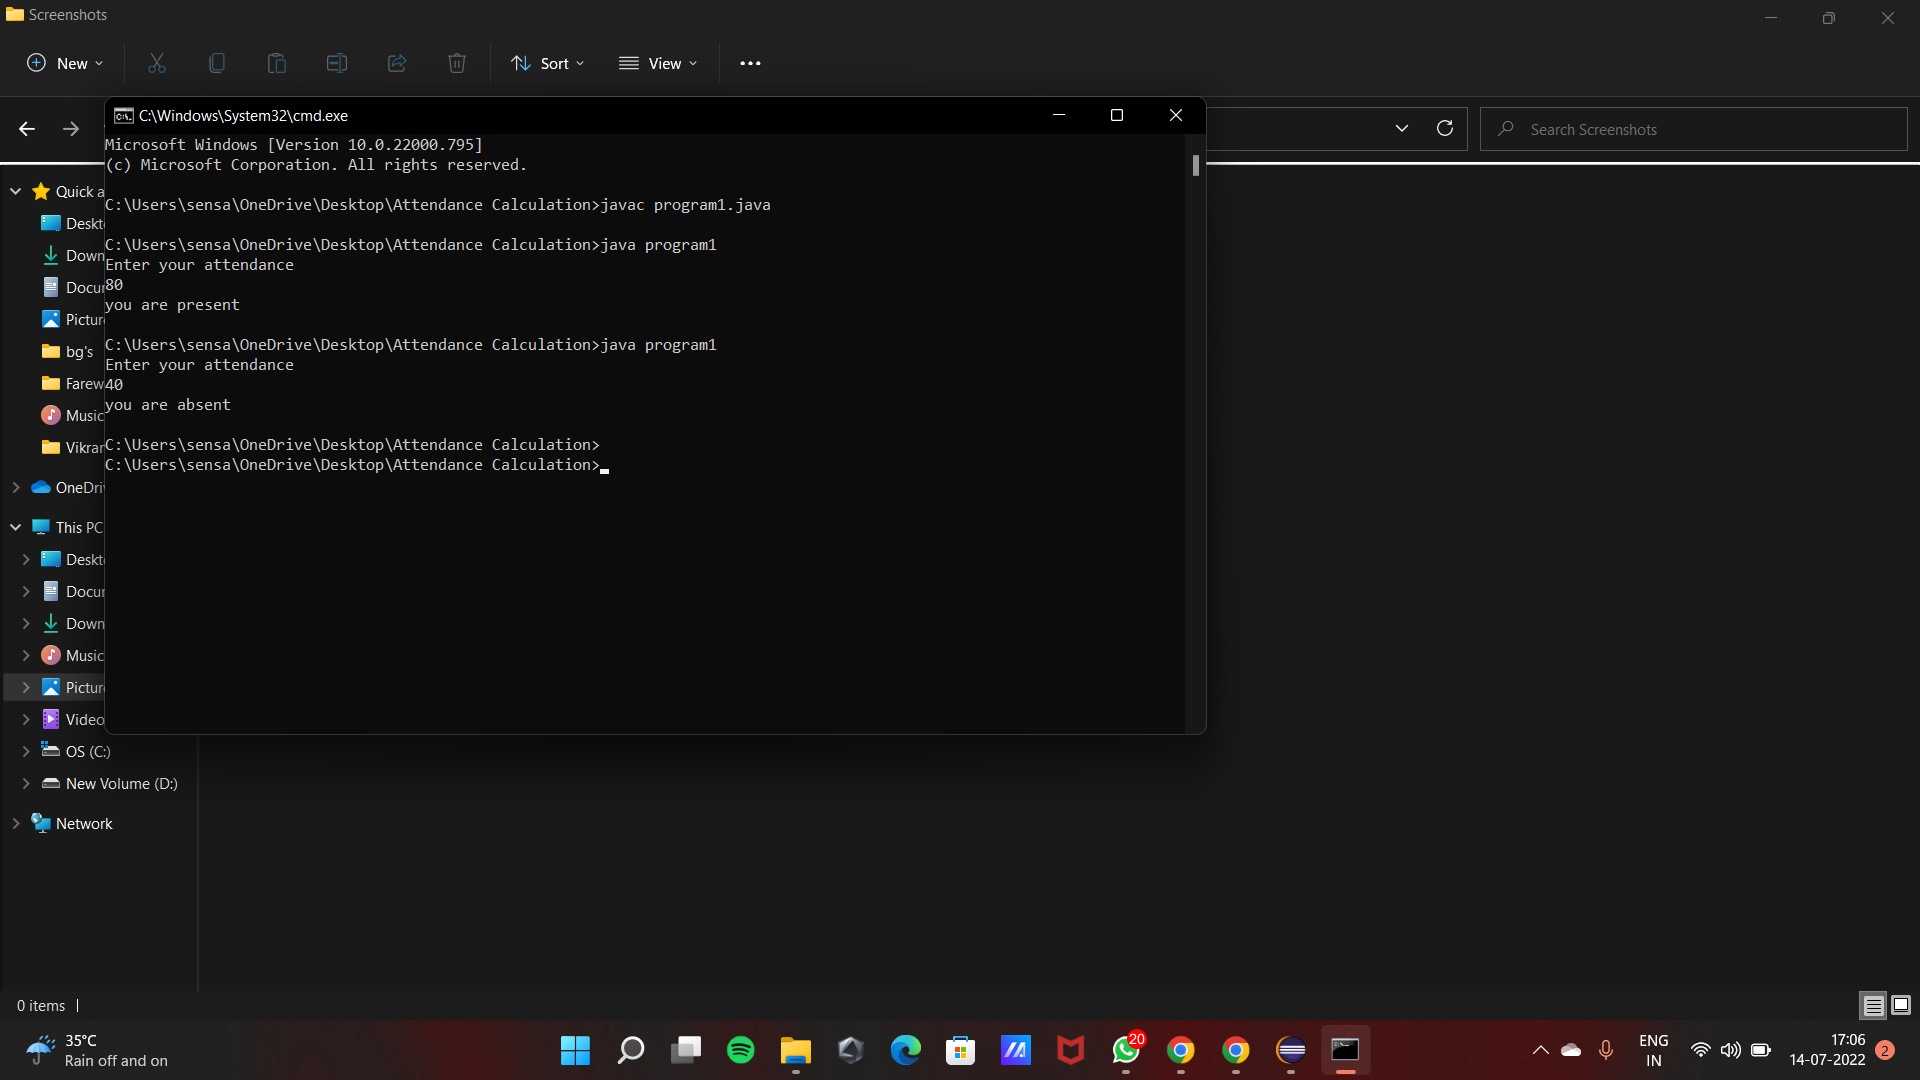 Screenshots
New
Sort
View
C:\Windows\System32\cmd.exe
Search Screenshots
Microsoft Windows [Version 10.0.22000.795]
(c) Microsoft Corporation. All rights reserved.
C:\Users\sensa\OneDrive\Desktop\Attendance Calculation>javac program1.java
C:\Users\sensa\OneDrive\Desktop\Attendance Calculation>java program1
Enter your attendance
80
you are present
C:\Users\sensa\OneDrive\Desktop\Attendance Calculation>java program1
Enter your attendance
40
you are absent
C:\Users\sensa\OneDrive\Desktop\Attendance Calculation>
C:\Users\sensa\OneDrive\Desktop\Attendance Calculation>
Quick a
Deskt
Down
Docu
Pictur
bg's
Farew
Music
Vikra
OneDri
This PC
Deskt
Docu
Down
Music
Pictur
Video
OS (C:)
New Volume (D:)
Network
0 items
35°C
Rain off and on
20
ENG
IN
17:06
14-07-2022
2